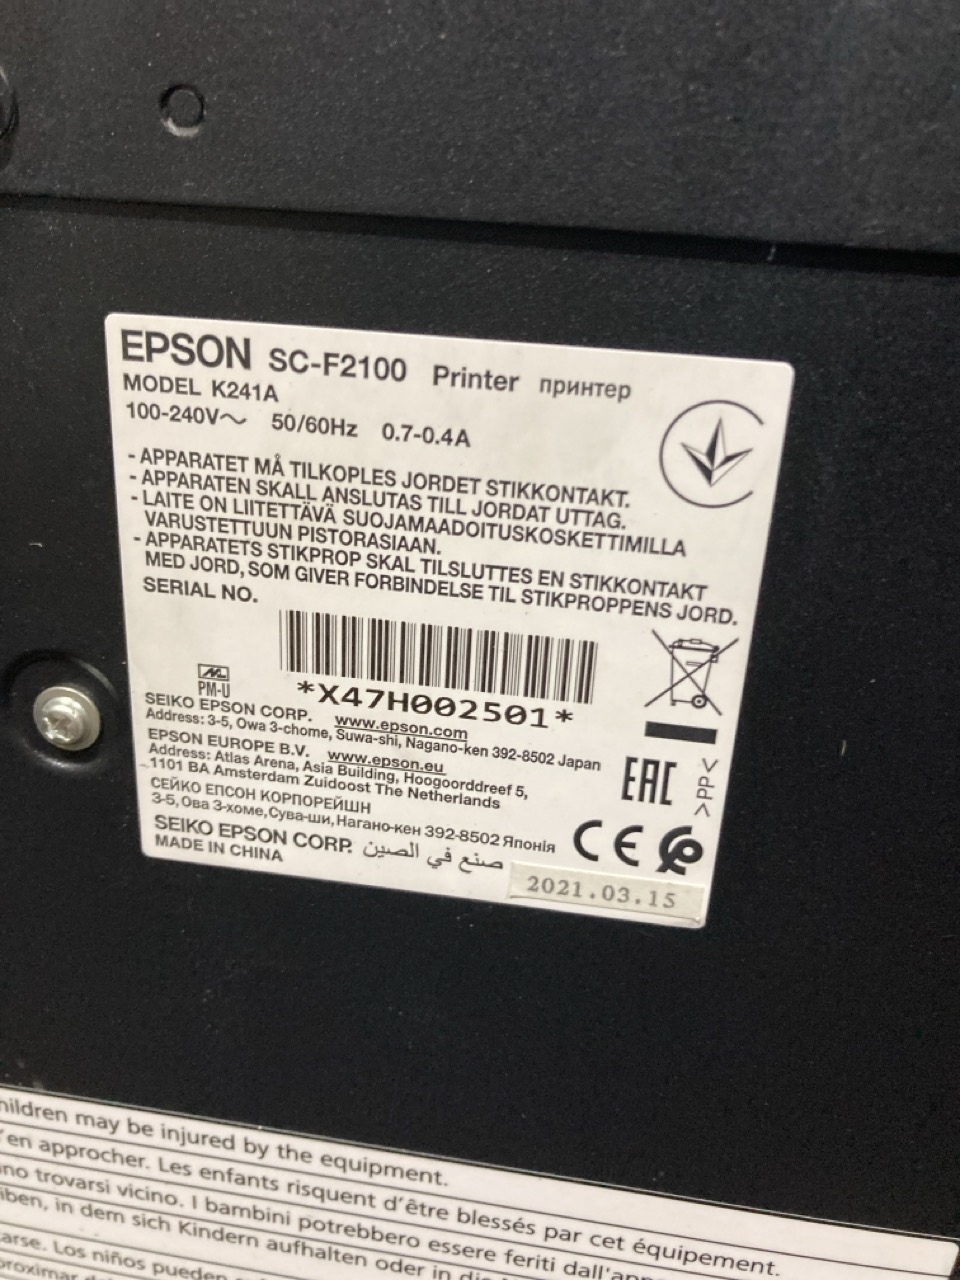 EPSON SC-F2100 Printer принтер
MODEL K241A
100-240V～ 50/60Hz 0.7-0.4A
- APPARATET MÅ TILKOPLES JORDET STIKKONTAKT.
- APPARATEN SKALL ANSLUTAS TILL JORDAT UTTAG.
- LAITE ON LIITETTÄVÄ SUOJAMAADOITUSKOSKETTIMILLA
VARUSTETTUUN PISTORASIAAN.
- APPARATETS STIKPROP SKAL TILSLUTTES EN STIKKONTAKT
MED JORD, SOM GIVER FORBINDELSE TIL STIKPROPPENS JORD.
SERIAL NO.
*X47H002501*
PM-U
SEIKO EPSON CORP. www.epson.com
Address: 3-5, Owa 3-chome, Suwa-shi, Nagano-ken 392-8502 Japan
EPSON EUROPE B.V. www.epson.eu
Address: Atlas Arena, Asia Building, Hoogoorddreef 5,
1101 BA Amsterdam Zuidoost The Netherlands
СЕЙКО ЕПСОН КОРПОРЕЙШН
3-5, Ова 3-хоме,Сува-ши,Нагано-кен 392-8502 Японія
SEIKO EPSON CORP. صنع في الصين
MADE IN CHINA
EAC
>PP<
CE
2021.03.15
hildren may be injured by the equipment.
'en approcher. Les enfants risquent d'être blessés par cet équipement.
no trovarsi vicino. I bambini potrebbero essere feriti dall'
iben, in dem sich Kindern aufhalten oder in
arse. Los niños pueden